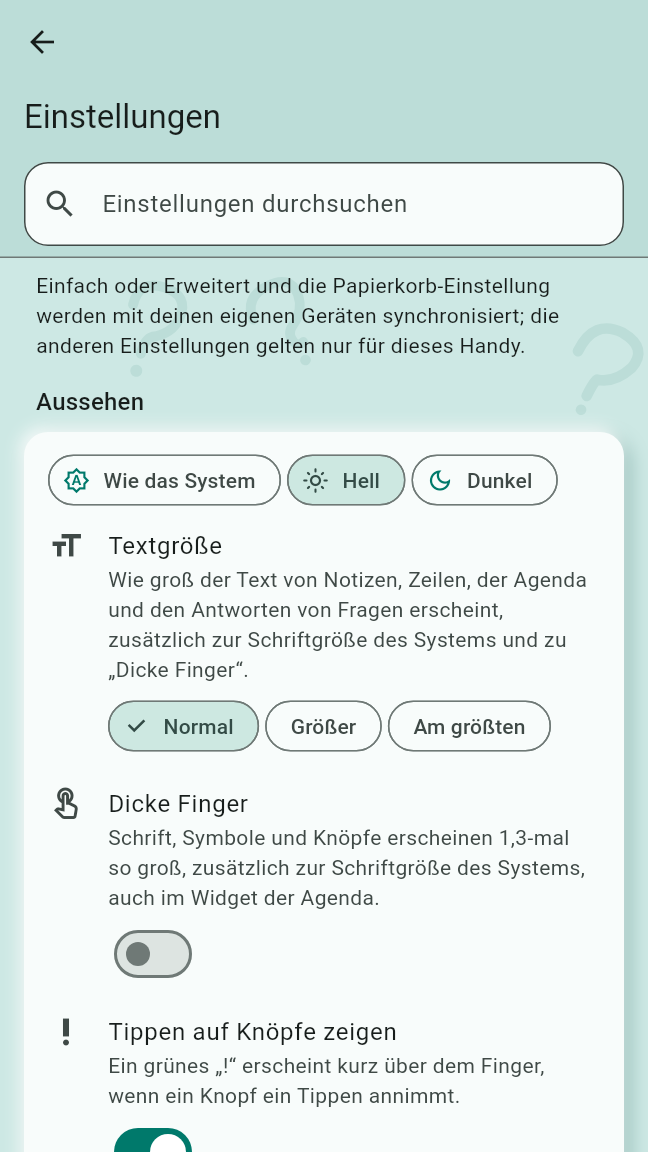 Einstellungen
Einstellungen durchsuchen
Einfach oder Erweitert und die Papierkorb-Einstellung
werden mit deinen eigenen Geräten synchronisiert; die
anderen Einstellungen gelten nur für dieses Handy.
Aussehen
Wie das System Hell Dunkel
Textgröße
Wie groß der Text von Notizen, Zeilen, der Agenda
und den Antworten von Fragen erscheint,
zusätzlich zur Schriftgröße des Systems und zu
„Dicke Finger“.
Normal Größer Am größten
Dicke Finger
Schrift, Symbole und Knöpfe erscheinen 1,3-mal
so groß, zusätzlich zur Schriftgröße des Systems,
auch im Widget der Agenda.
Tippen auf Knöpfe zeigen
Ein grünes „!“ erscheint kurz über dem Finger,
wenn ein Knopf ein Tippen annimmt.